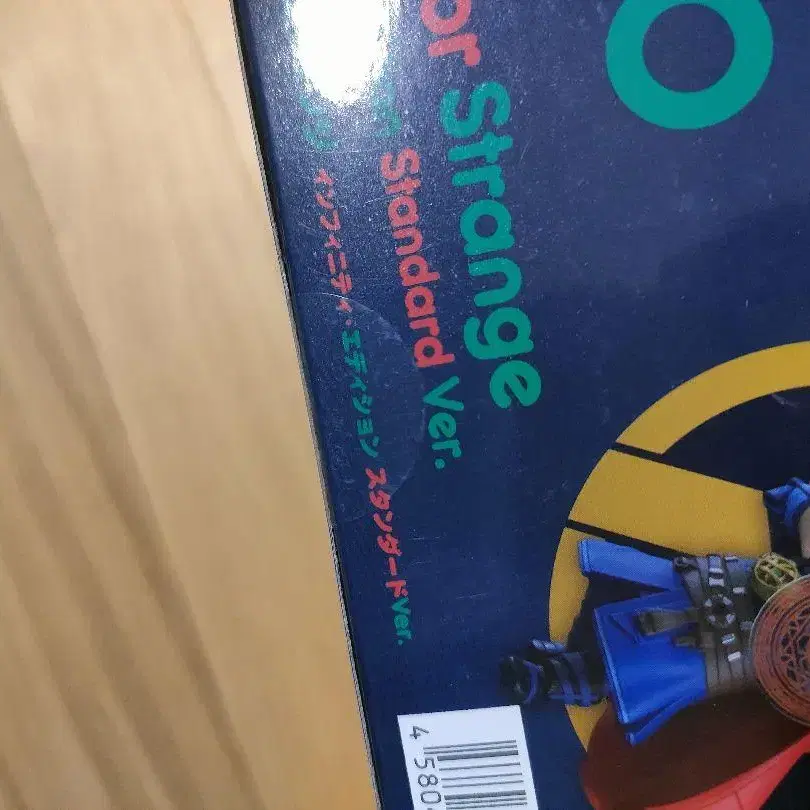 or Strange
Standard Ver.
インフィニティ・エディション スタンダードVer.
4 580